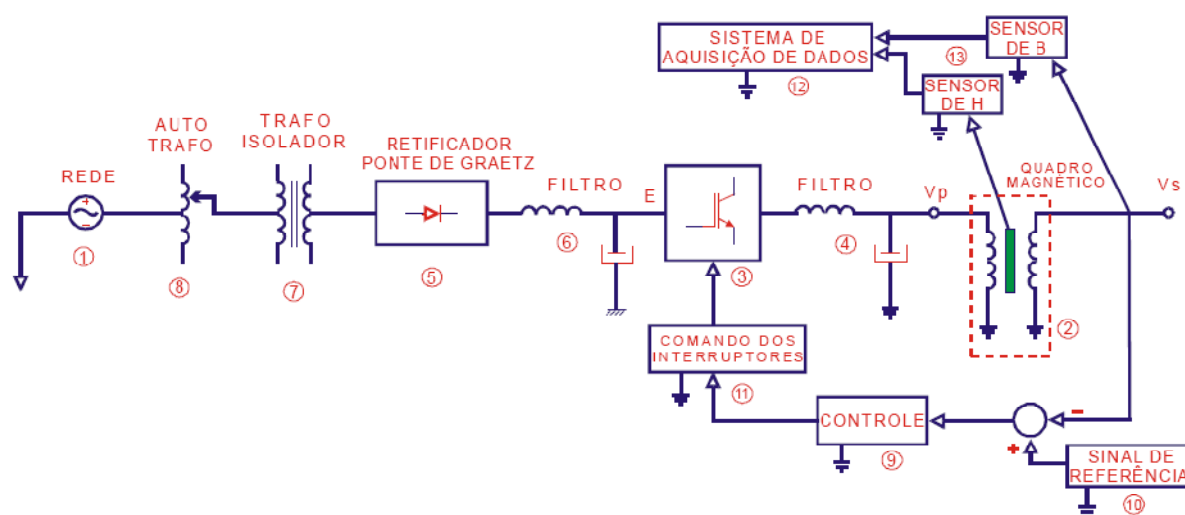 SISTEMA DE
AQUISIÇÃO DE DADOS
12
13
SENSOR
DE B
SENSOR
DE H
AUTO
TRAFO
TRAFO
ISOLADOR
RETIFICADOR
PONTE DE GRAETZ
REDE
+
−
1
8
7
5
FILTRO
6
E
3
FILTRO
4
Vp
QUADRO
MAGNÉTICO
Vs
2
COMANDO DOS
INTERRUPTORES
11
CONTROLE
9
-
+
SINAL DE
REFERÊNCIA
10